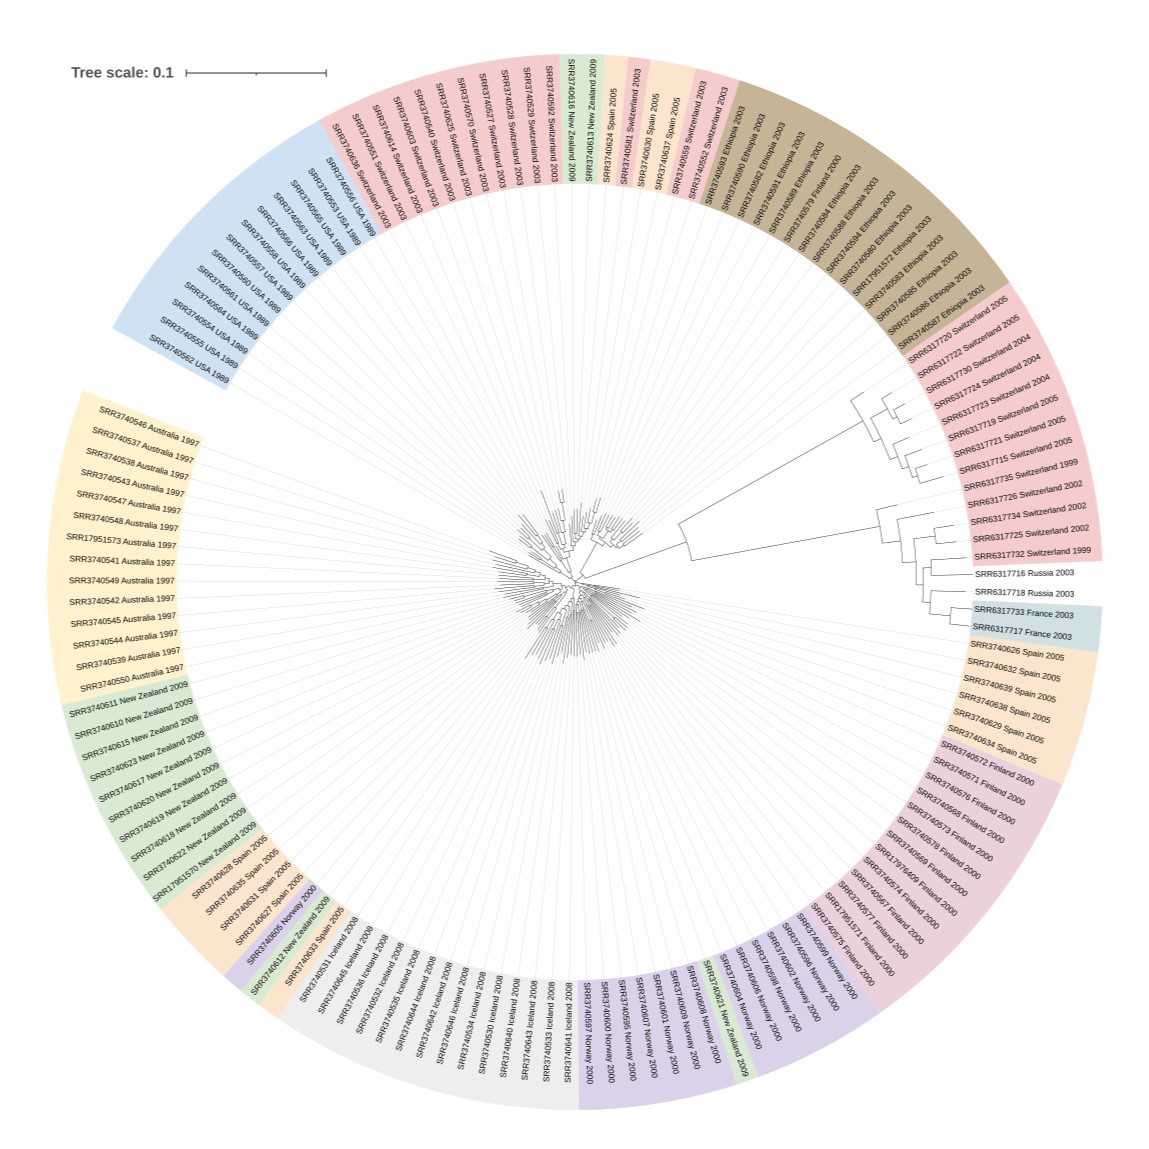 Tree scale: 0.1
SRR3740556 USA 1989
SRR3740553 USA 1989
SRR3740565 USA 1989
SRR3740563 USA 1989
SRR3740566 USA 1989
SRR3740558 USA 1989
SRR3740557 USA 1989
SRR3740560 USA 1989
SRR3740561 USA 1989
SRR3740564 USA 1989
SRR3740554 USA 1989
SRR3740555 USA 1989
SRR3740562 USA 1989
SRR3740546 Australia 1997
SRR3740537 Australia 1997
SRR3740538 Australia 1997
SRR3740543 Australia 1997
SRR3740547 Australia 1997
SRR3740548 Australia 1997
SRR17951573 Australia 1997
SRR3740541 Australia 1997
SRR3740549 Australia 1997
SRR3740542 Australia 1997
SRR3740545 Australia 1997
SRR3740544 Australia 1997
SRR3740539 Australia 1997
SRR3740550 Australia 1997
SRR3740611 New Zealand 2009
SRR3740610 New Zealand 2009
SRR3740615 New Zealand 2009
SRR3740623 New Zealand 2009
SRR3740617 New Zealand 2009
SRR3740620 New Zealand 2009
SRR3740619 New Zealand 2009
SRR3740618 New Zealand 2009
SRR3740622 New Zealand 2009
SRR17951570 New Zealand 2009
SRR3740628 Spain 2005
SRR3740635 Spain 2005
SRR3740631 Spain 2005
SRR3740627 Spain 2005
SRR3740605 Norway 2000
SRR3740612 New Zealand 2009
SRR3740633 Spain 2005
SRR3740531 Iceland 2008
SRR3740645 Iceland 2008
SRR3740536 Iceland 2008
SRR3740532 Iceland 2008
SRR3740535 Iceland 2008
SRR3740644 Iceland 2008
SRR3740642 Iceland 2008
SRR3740646 Iceland 2008
SRR3740534 Iceland 2008
SRR3740530 Iceland 2008
SRR3740640 Iceland 2008
SRR3740643 Iceland 2008
SRR3740533 Iceland 2008
SRR3740641 Iceland 2008
SRR3740597 Norway 2000
SRR3740600 Norway 2000
SRR3740595 Norway 2000
SRR3740607 Norway 2000
SRR3740601 Norway 2000
SRR3740609 Norway 2000
SRR3740608 Norway 2000
SRR3740621 New Zealand 2009
SRR3740604 Norway 2000
SRR3740606 Norway 2000
SRR3740598 Norway 2000
SRR3740602 Norway 2000
SRR3740596 Norway 2000
SRR3740599 Norway 2000
SRR3740575 Finland 2000
SRR17951571 Finland 2000
SRR3740577 Finland 2000
SRR3740567 Finland 2000
SRR3740574 Finland 2000
SRR17976409 Finland 2000
SRR3740569 Finland 2000
SRR3740578 Finland 2000
SRR3740573 Finland 2000
SRR3740568 Finland 2000
SRR3740576 Finland 2000
SRR3740571 Finland 2000
SRR3740572 Finland 2000
SRR3740634 Spain 2005
SRR3740629 Spain 2005
SRR3740638 Spain 2005
SRR3740639 Spain 2005
SRR3740632 Spain 2005
SRR3740626 Spain 2005
SRR6317717 France 2003
SRR6317733 France 2003
SRR6317718 Russia 2003
SRR6317716 Russia 2003
SRR6317732 Switzerland 1999
SRR6317725 Switzerland 2002
SRR6317734 Switzerland 2002
SRR6317726 Switzerland 2002
SRR6317735 Switzerland 1999
SRR6317715 Switzerland 2005
SRR6317721 Switzerland 2005
SRR6317719 Switzerland 2005
SRR6317723 Switzerland 2004
SRR6317724 Switzerland 2004
SRR6317730 Switzerland 2004
SRR6317722 Switzerland 2005
SRR6317720 Switzerland 2005
SRR3740587 Ethiopia 2003
SRR3740586 Ethiopia 2003
SRR3740585 Ethiopia 2003
SRR3740583 Ethiopia 2003
SRR17951572 Ethiopia 2003
SRR3740580 Ethiopia 2003
SRR3740594 Ethiopia 2003
SRR3740588 Ethiopia 2003
SRR3740584 Ethiopia 2003
SRR3740579 Finland 2000
SRR3740589 Ethiopia 2003
SRR3740591 Ethiopia 2003
SRR3740582 Ethiopia 2003
SRR3740590 Ethiopia 2003
SRR3740593 Ethiopia 2003
SRR3740552 Switzerland 2003
SRR3740559 Switzerland 2003
SRR3740637 Spain 2005
SRR3740630 Spain 2005
SRR3740581 Switzerland 2003
SRR3740624 Spain 2005
SRR3740613 New Zealand 2009
SRR3740616 New Zealand 2009
SRR3740592 Switzerland 2003
SRR3740529 Switzerland 2003
SRR3740528 Switzerland 2003
SRR3740527 Switzerland 2003
SRR3740570 Switzerland 2003
SRR3740625 Switzerland 2003
SRR3740540 Switzerland 2003
SRR3740603 Switzerland 2003
SRR3740614 Switzerland 2003
SRR3740551 Switzerland 2003
SRR3740636 Switzerland 2003